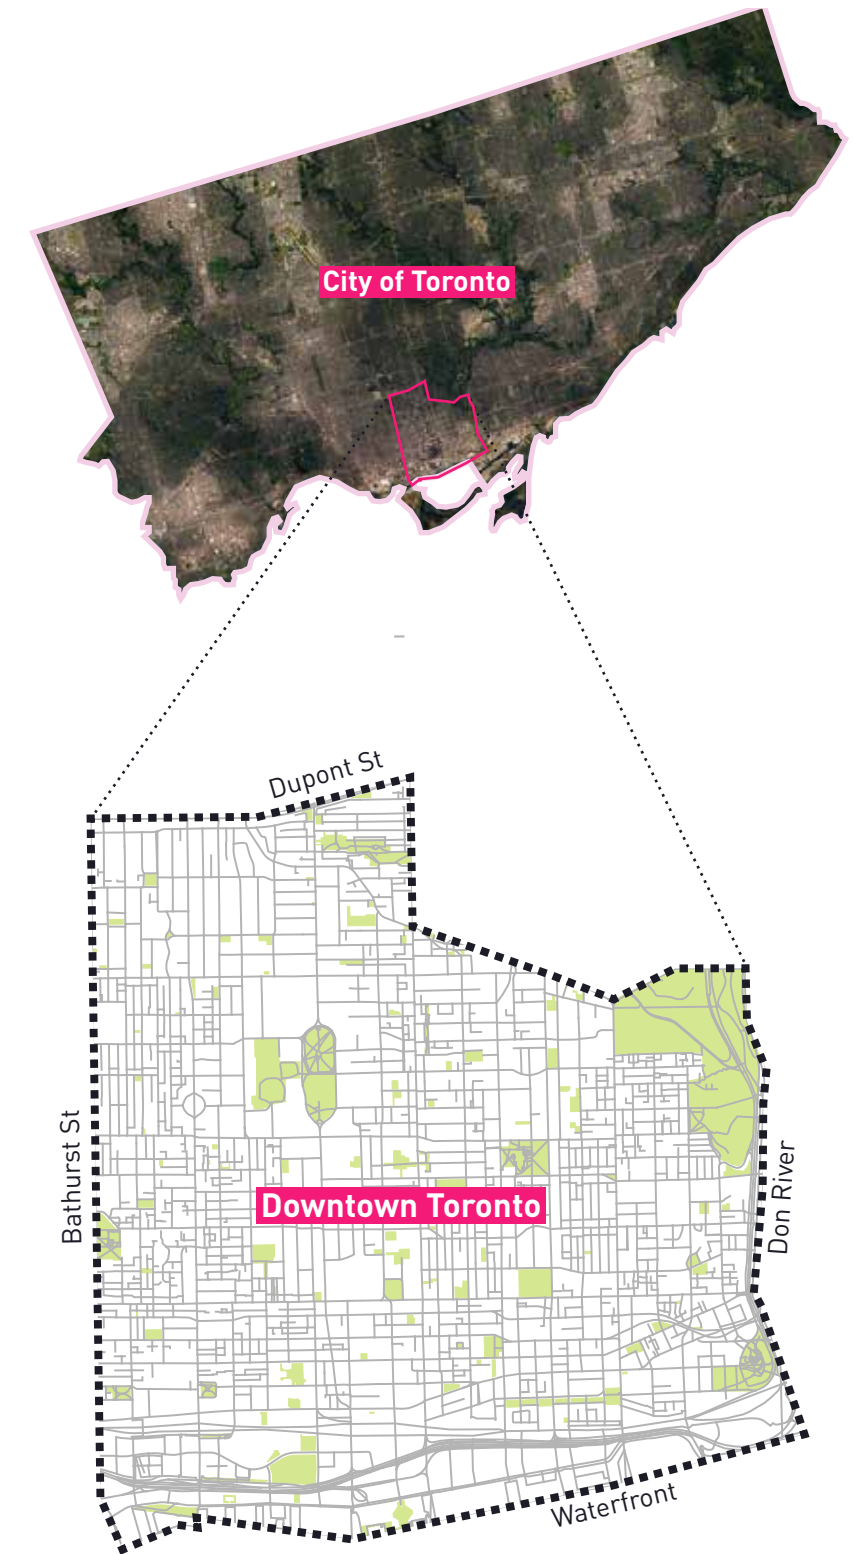 City of Toronto
Dupont St
Bathurst St
Don River
Downtown Toronto
Waterfront